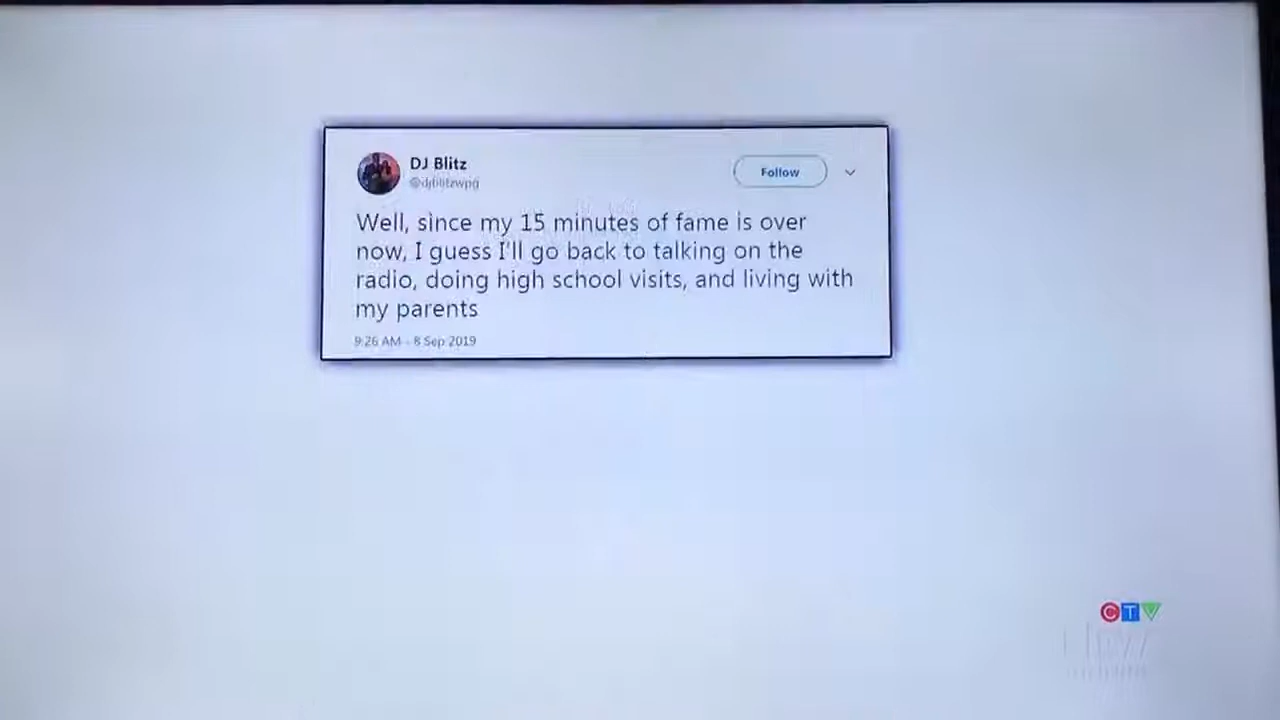 DJ Blitz
@djblitzwpg
Follow
Well, since my 15 minutes of fame is over
now, I guess I'll go back to talking on the
radio, doing high school visits, and living with
my parents
9:26 AM - 8 Sep 2019
CTV